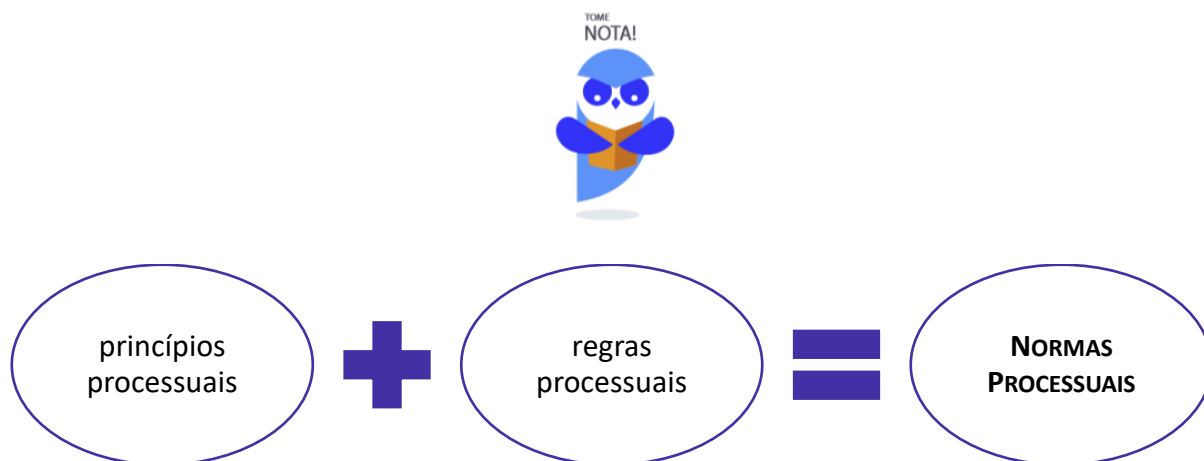 TOME
NOTA!
princípios
processuais
regras
processuais
NORMAS
PROCESSUAIS